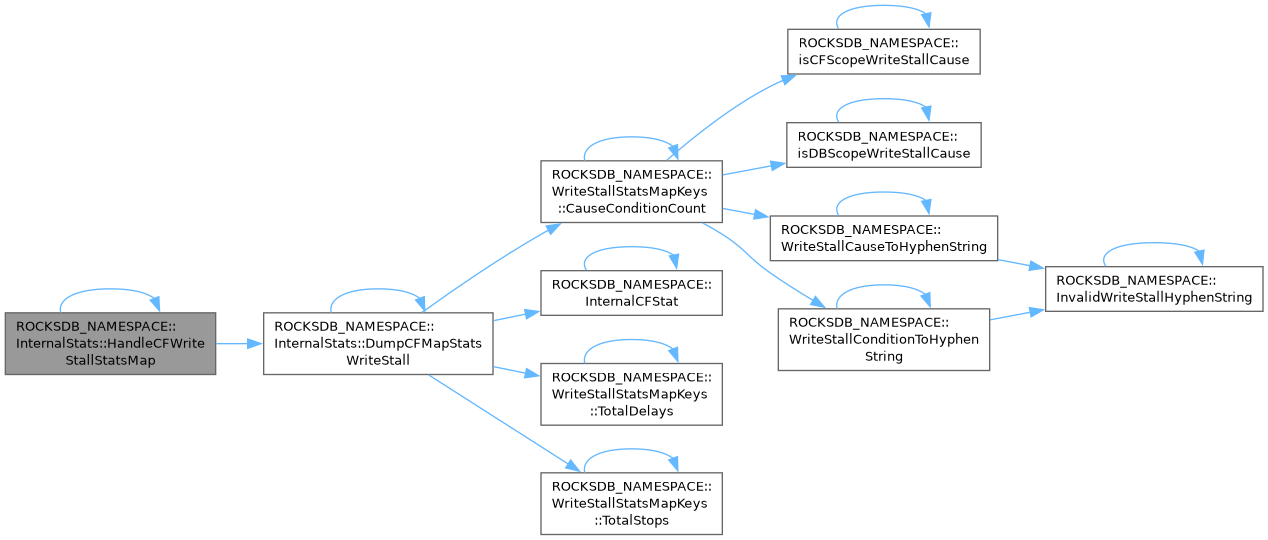 ROCKSDB_NAMESPACE::
InternalStats::HandleCFWrite
StallStatsMap
ROCKSDB_NAMESPACE::
InternalStats::DumpCFMapStats
WriteStall
ROCKSDB_NAMESPACE::
WriteStallStatsMapKeys
::CauseConditionCount
ROCKSDB_NAMESPACE::
InternalCFStat
ROCKSDB_NAMESPACE::
WriteStallStatsMapKeys
::TotalDelays
ROCKSDB_NAMESPACE::
WriteStallStatsMapKeys
::TotalStops
ROCKSDB_NAMESPACE::
isCFScopeWriteStallCause
ROCKSDB_NAMESPACE::
isDBScopeWriteStallCause
ROCKSDB_NAMESPACE::
WriteStallCauseToHyphenString
ROCKSDB_NAMESPACE::
WriteStallConditionToHyphen
String
ROCKSDB_NAMESPACE::
InvalidWriteStallHyphenString